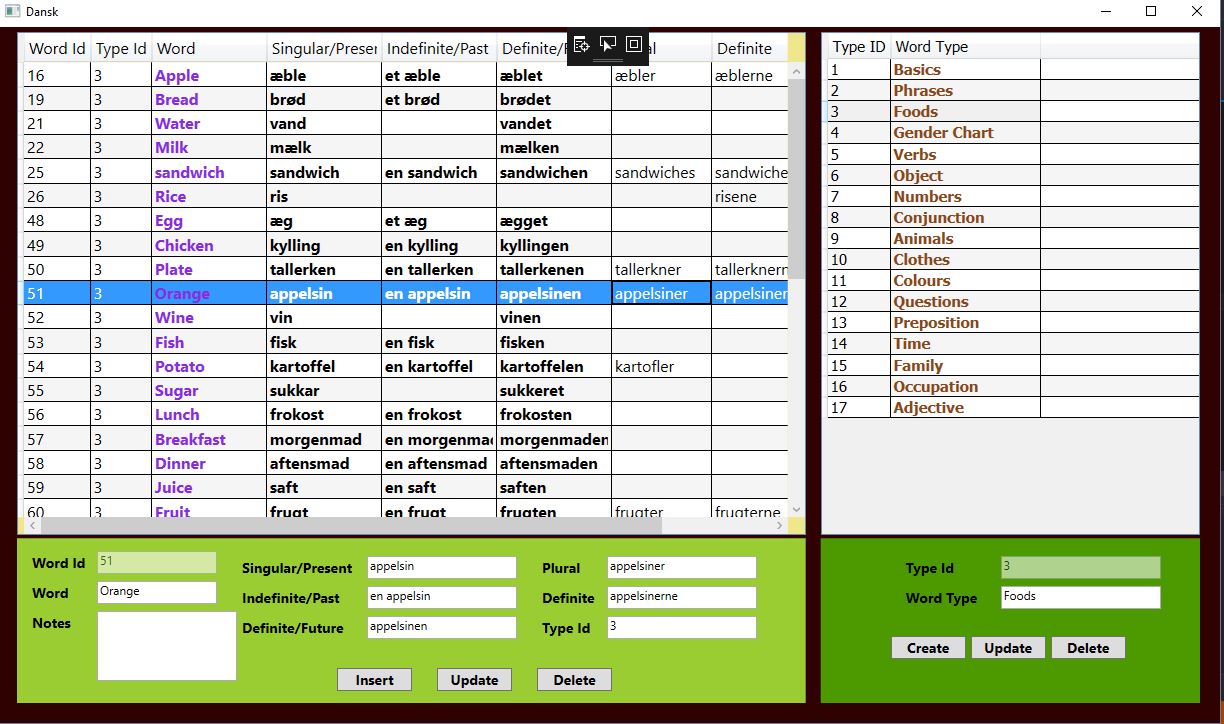 Dansk
Word Id Type Id Word Singular/Presen Indefinite/Past Definite/F al Definite
16 3 Apple æble et æble æblet æbler æblerne
19 3 Bread brød et brød brødet
21 3 Water vand vandet
22 3 Milk mælk mælken
25 3 sandwich sandwich en sandwich sandwichen sandwiches sandwiche
26 3 Rice ris risene
48 3 Egg æg et æg ægget
49 3 Chicken kylling en kylling kyllingen
50 3 Plate tallerken en tallerken tallerkenen tallerkner tallerknern
51 3 Orange appelsin en appelsin appelsinen appelsiner appelsiner
52 3 Wine vin vinen
53 3 Fish fisk en fisk fisken
54 3 Potato kartoffel en kartoffel kartoffelen kartofler
55 3 Sugar sukkar sukkeret
56 3 Lunch frokost en frokost frokosten
57 3 Breakfast morgenmad en morgenmad morgenmaden
58 3 Dinner aftensmad en aftensmad aftensmaden
59 3 Juice saft en saft saften
60 3 Fruit frugt en frugt frugten frugter frugterne
Type ID Word Type
1 Basics
2 Phrases
3 Foods
4 Gender Chart
5 Verbs
6 Object
7 Numbers
8 Conjunction
9 Animals
10 Clothes
11 Colours
12 Questions
13 Preposition
14 Time
15 Family
16 Occupation
17 Adjective
Word Id 51
Word Orange
Notes
Singular/Present appelsin
Indefinite/Past en appelsin
Definite/Future appelsinen
Plural appelsiner
Definite appelsinerne
Type Id 3
Insert Update Delete
Type Id 3
Word Type Foods
Create Update Delete